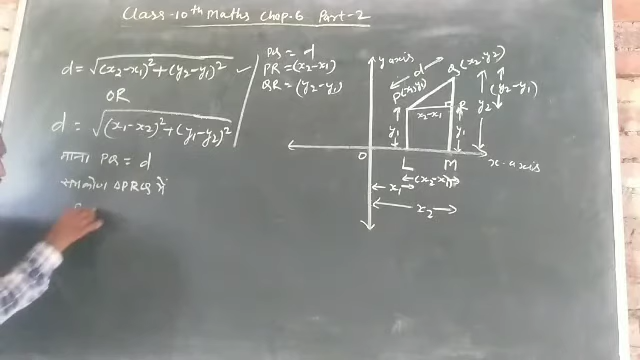 Class-10th Maths Chap.6 Part-2
d = √(x₂-x₁)² + (y₂-y₁)²
OR
d = √(x₁-x₂)² + (y₁-y₂)²
माना PQ = d
समकोण △PRQ में
PQ = d
PR = (x₂-x₁)
QR = (y₂-y₁)
y axis
Q(x₂,y₂)
d
P(x₁,y₁)
(y₂-y₁)
y₂
x₂-x₁
R
y₁
y₁
O
L
M
x-axis
(x₂-x₁)
x₁
x₂